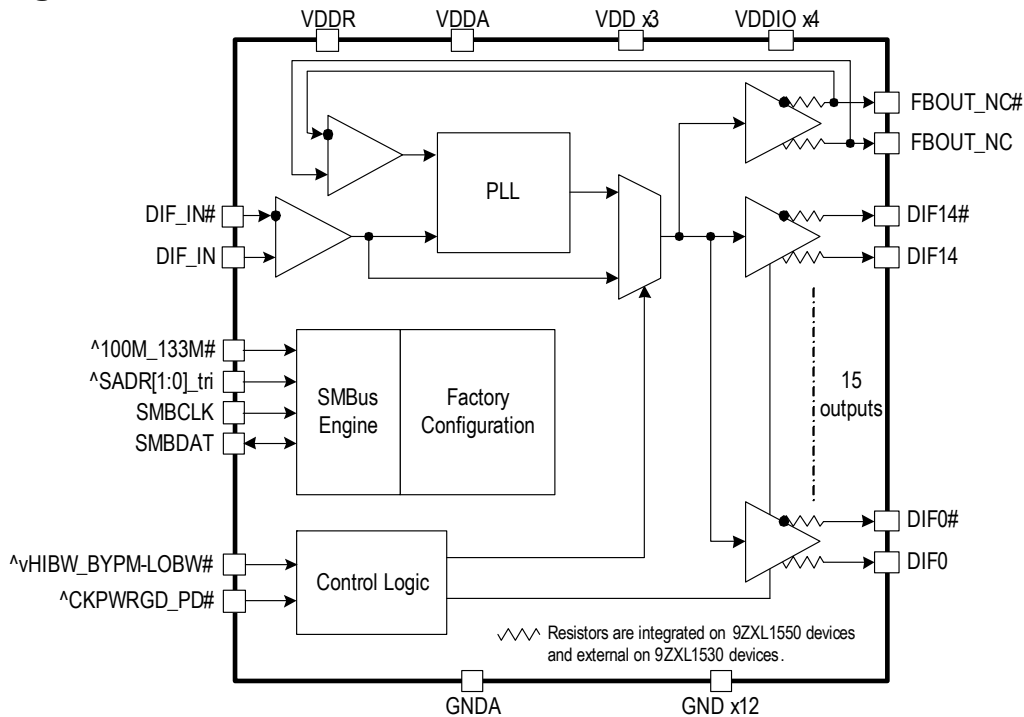 VDDR
VDDA
VDD x3
VDDIO x4
FBOUT_NC#
FBOUT_NC
PLL
DIF_IN#
DIF_IN
DIF14#
DIF14
^100M_133M#
^SADR[1:0]_tri
SMBCLK
SMBDAT
SMBus
Engine
Factory
Configuration
15
outputs
DIF0#
DIF0
^vHIBW_BYPM-LOBW#
^CKPWRGD_PD#
Control Logic
Resistors are integrated on 9ZXL1550 devices
and external on 9ZXL1530 devices.
GNDA
GND x12